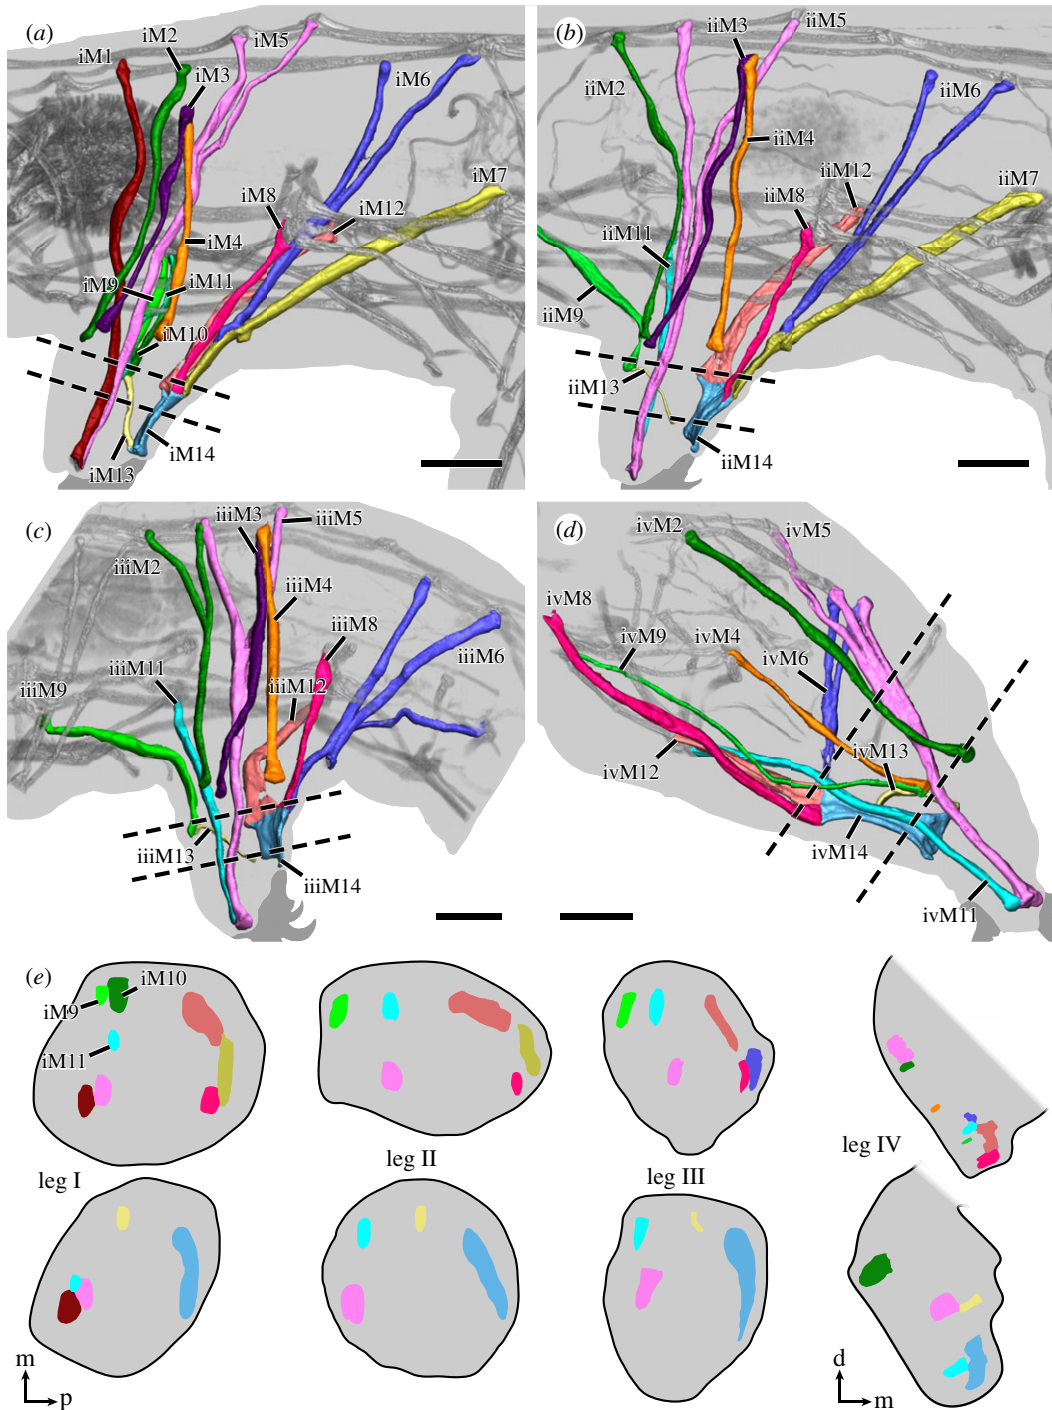 (a)
iM1
iM2
iM3
iM5
iM6
iM7
iM8
iM12
iM4
iM9
iM11
iM10
iM13
iM14
(b)
iiM2
iiM3
iiM5
iiM6
iiM4
iiM12
iiM7
iiM8
iiM11
iiM9
iiM13
iiM14
(c)
iiiM2
iiiM3
iiiM5
iiiM4
iiiM8
iiiM6
iiiM11
iiiM12
iiiM9
iiiM13
iiiM14
(d)
ivM2
ivM5
ivM8
ivM9
ivM4
ivM6
ivM12
ivM13
ivM14
ivM11
(e)
iM10
iM9
iM11
leg I
leg II
leg III
leg IV
m
p
d
m